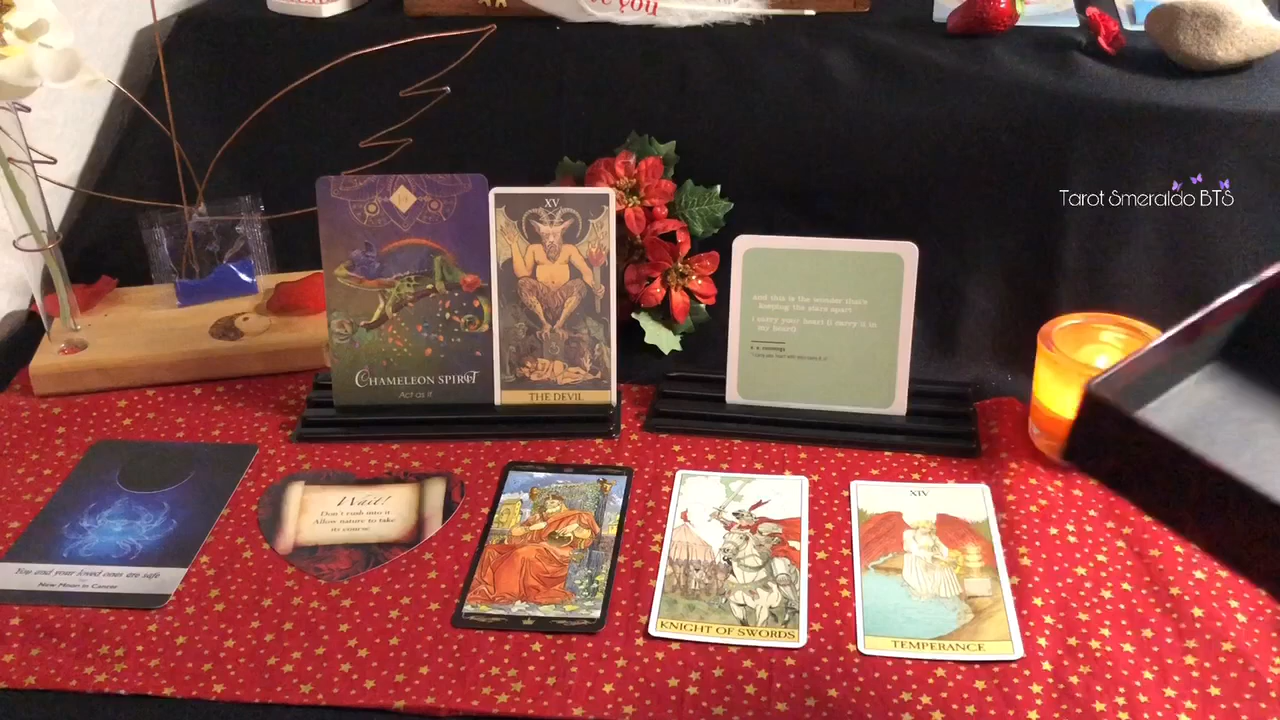 you
Tarot Smeraldo BTS
XV
CHAMELEON SPIRIT
Act as if
THE DEVIL
And this is the wonder that's
keeping the stars apart
i carry your heart (i carry it in
my heart)
e. e. cummings
You and your loved ones are safe
New Moon in Cancer
Wait!
Don't rush into it
Allow nature to take
its course
KNIGHT OF SWORDS
XIV
TEMPERANCE